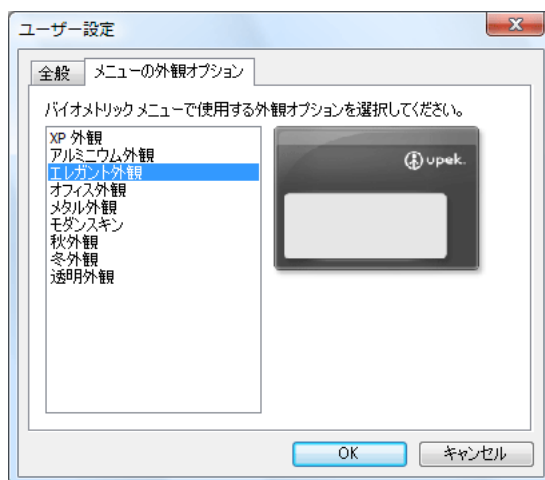 ユーザー設定
全般
メニューの外観オプション
バイオメトリック メニューで使用する外観オプションを選択してください。
XP 外観
アルミニウム外観
エレガント外観
オフィス外観
メタル外観
モダンスキン
秋外観
冬外観
透明外観
upek.
OK
キャンセル